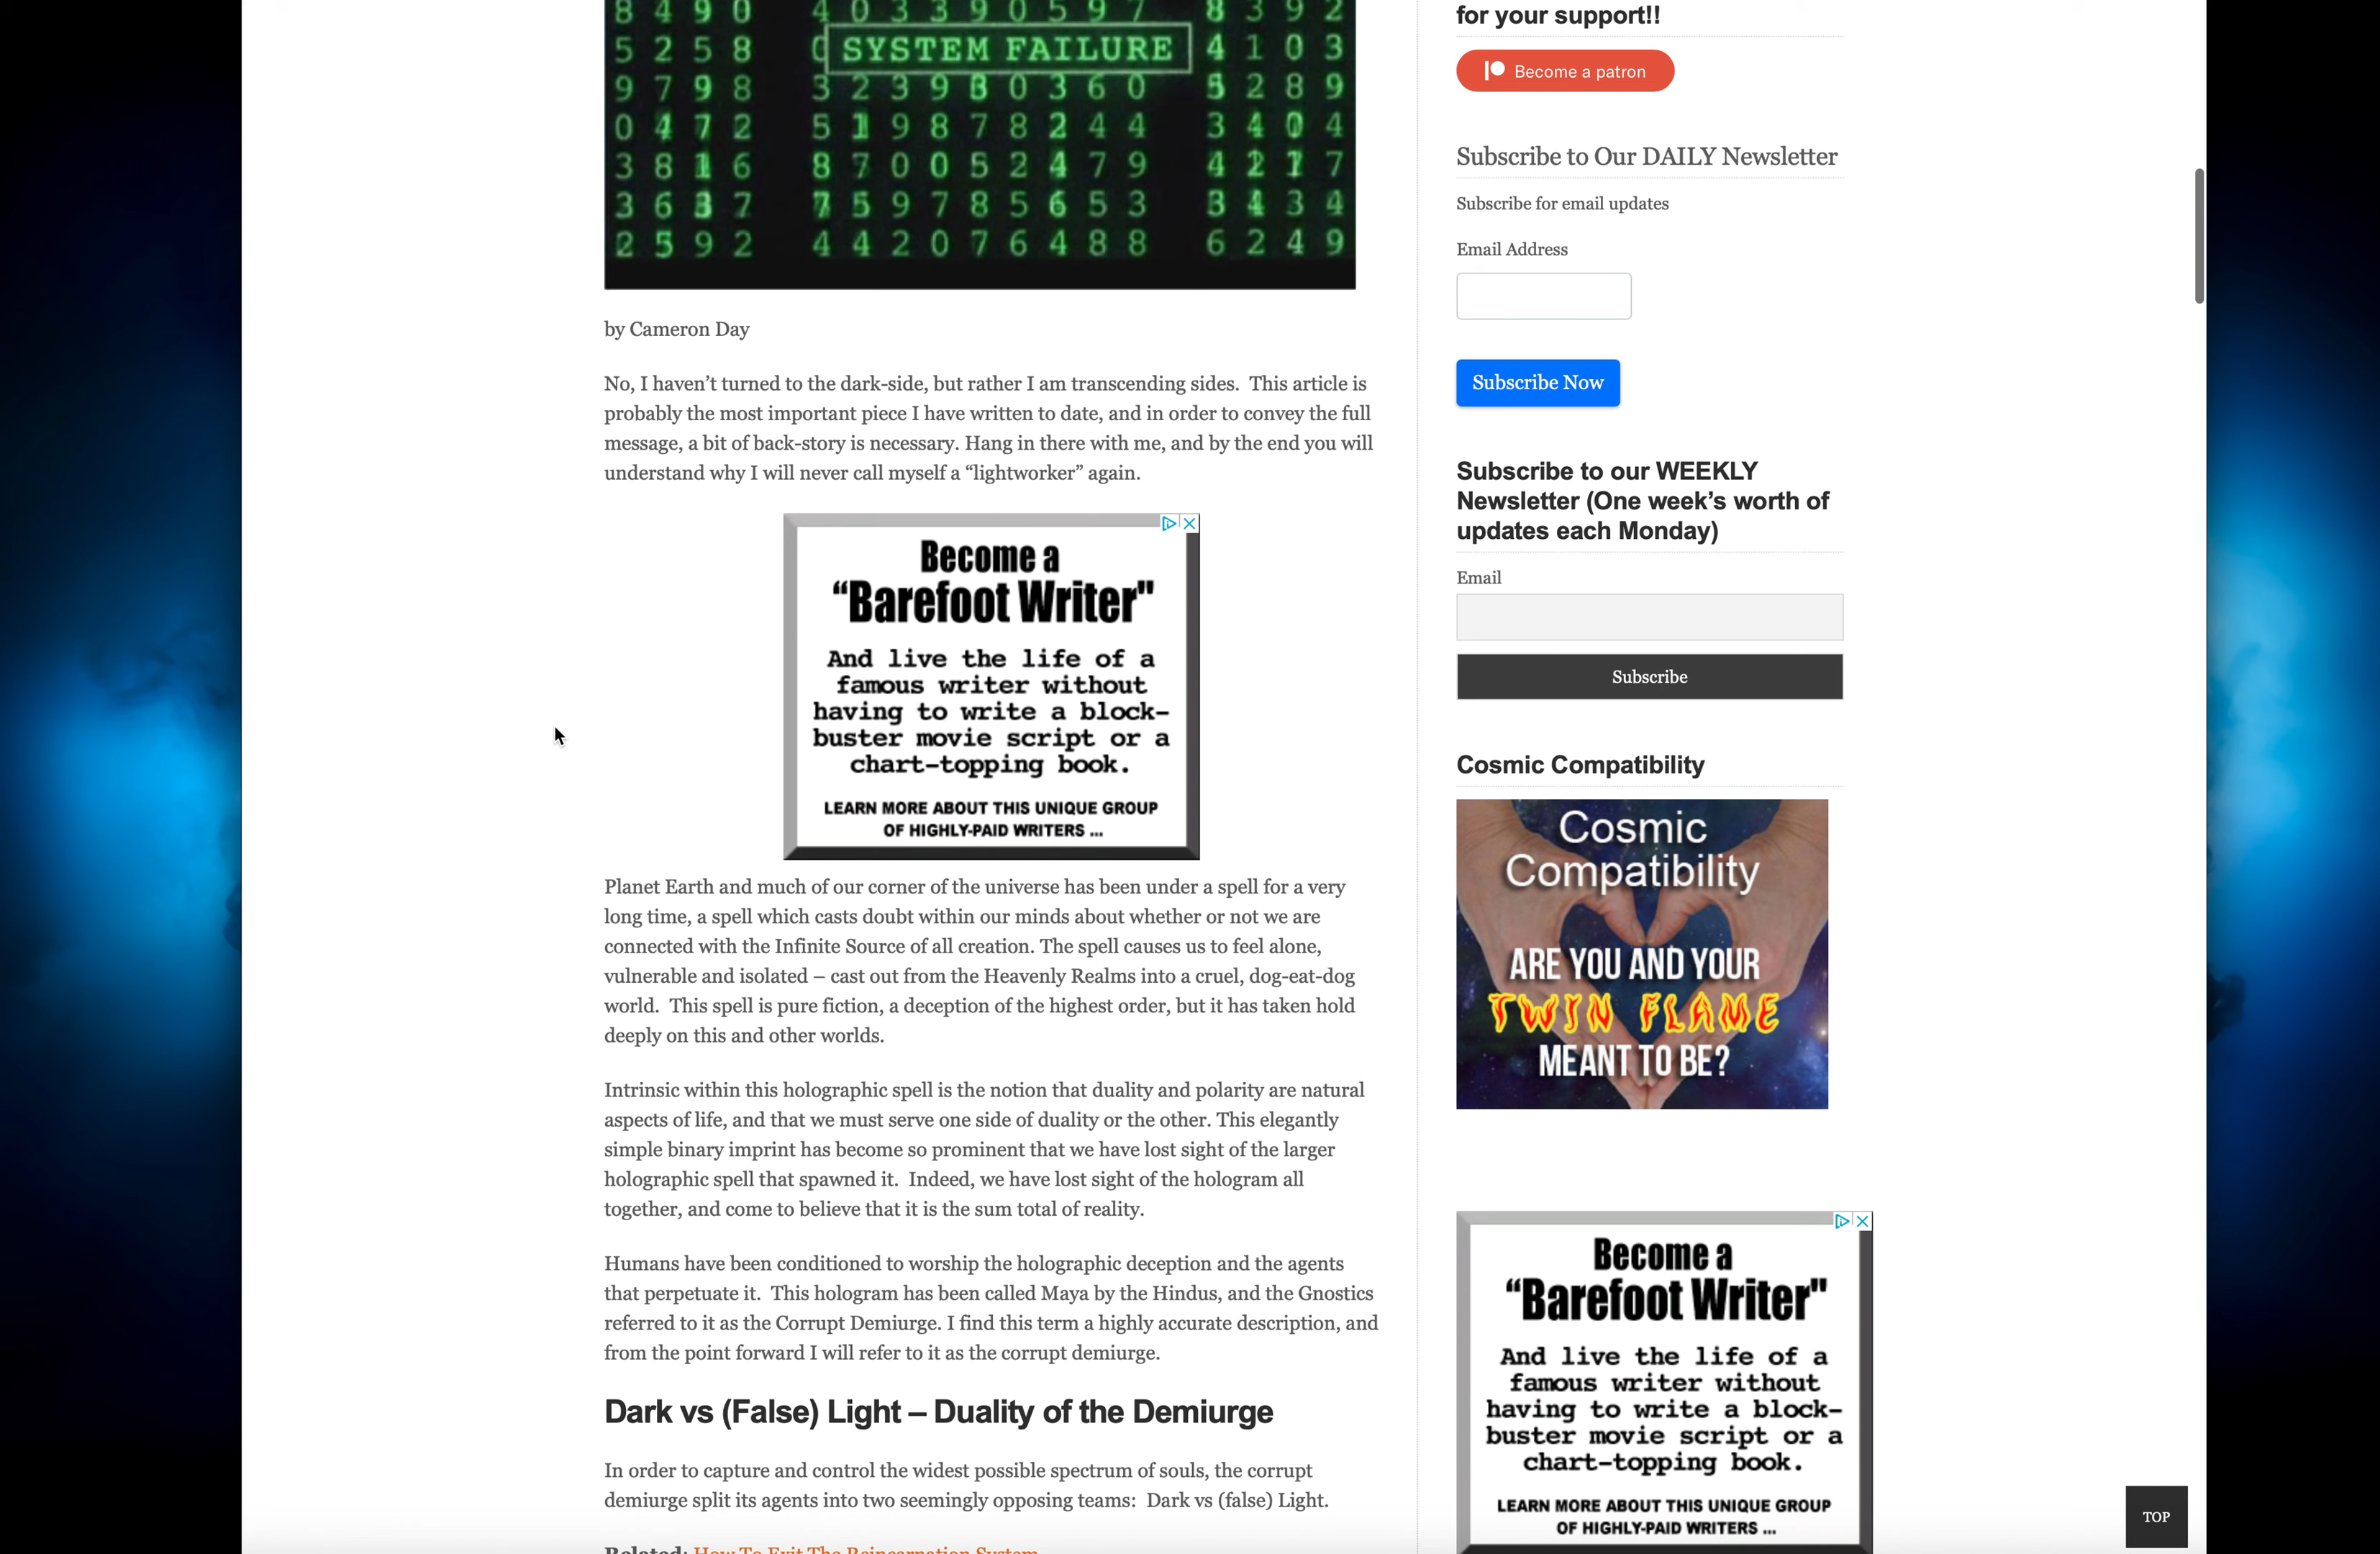 8 4 9 0 4 0 3 3 9 0 5 9 7 8 3 9 2
5 2 5 8 0 SYSTEM FAILURE 4 1 0 3
9 7 9 8 3 2 3 9 8 0 3 6 0 5 2 8 9
0 4 7 2 5 1 9 8 7 8 2 4 4 3 4 0 4
3 8 1 6 8 7 0 0 5 2 4 7 9 4 2 1 7
3 6 3 7 7 5 9 7 8 5 6 5 3 3 4 3 4
2 5 9 2 4 4 2 0 7 6 4 8 8 6 2 4 9
by Cameron Day
No, I haven’t turned to the dark-side, but rather I am transcending sides.  This article is
probably the most important piece I have written to date, and in order to convey the full
message, a bit of back-story is necessary. Hang in there with me, and by the end you will
understand why I will never call myself a “lightworker” again.
Become a
“Barefoot Writer"
And live the life of a
famous writer without
having to write a block-
buster movie script or a
chart-topping book.
LEARN MORE ABOUT THIS UNIQUE GROUP
OF HIGHLY-PAID WRITERS ...
Planet Earth and much of our corner of the universe has been under a spell for a very
long time, a spell which casts doubt within our minds about whether or not we are
connected with the Infinite Source of all creation. The spell causes us to feel alone,
vulnerable and isolated – cast out from the Heavenly Realms into a cruel, dog-eat-dog
world.  This spell is pure fiction, a deception of the highest order, but it has taken hold
deeply on this and other worlds.
Intrinsic within this holographic spell is the notion that duality and polarity are natural
aspects of life, and that we must serve one side of duality or the other. This elegantly
simple binary imprint has become so prominent that we have lost sight of the larger
holographic spell that spawned it.  Indeed, we have lost sight of the hologram all
together, and come to believe that it is the sum total of reality.
Humans have been conditioned to worship the holographic deception and the agents
that perpetuate it.  This hologram has been called Maya by the Hindus, and the Gnostics
referred to it as the Corrupt Demiurge. I find this term a highly accurate description, and
from the point forward I will refer to it as the corrupt demiurge.
Dark vs (False) Light – Duality of the Demiurge
In order to capture and control the widest possible spectrum of souls, the corrupt
demiurge split its agents into two seemingly opposing teams:  Dark vs (false) Light.
Related: How To Exit The Reincarnation System
for your support!!
Become a patron
Subscribe to Our DAILY Newsletter
Subscribe for email updates
Email Address
Subscribe Now
Subscribe to our WEEKLY
Newsletter (One week’s worth of
updates each Monday)
Email
Subscribe
Cosmic Compatibility
Cosmic
Compatibility
ARE YOU AND YOUR
TWIN FLAME
MEANT TO BE?
Become a
“Barefoot Writer"
And live the life of a
famous writer without
having to write a block-
buster movie script or a
chart-topping book.
LEARN MORE ABOUT THIS UNIQUE GROUP
OF HIGHLY-PAID WRITERS ...
TOP